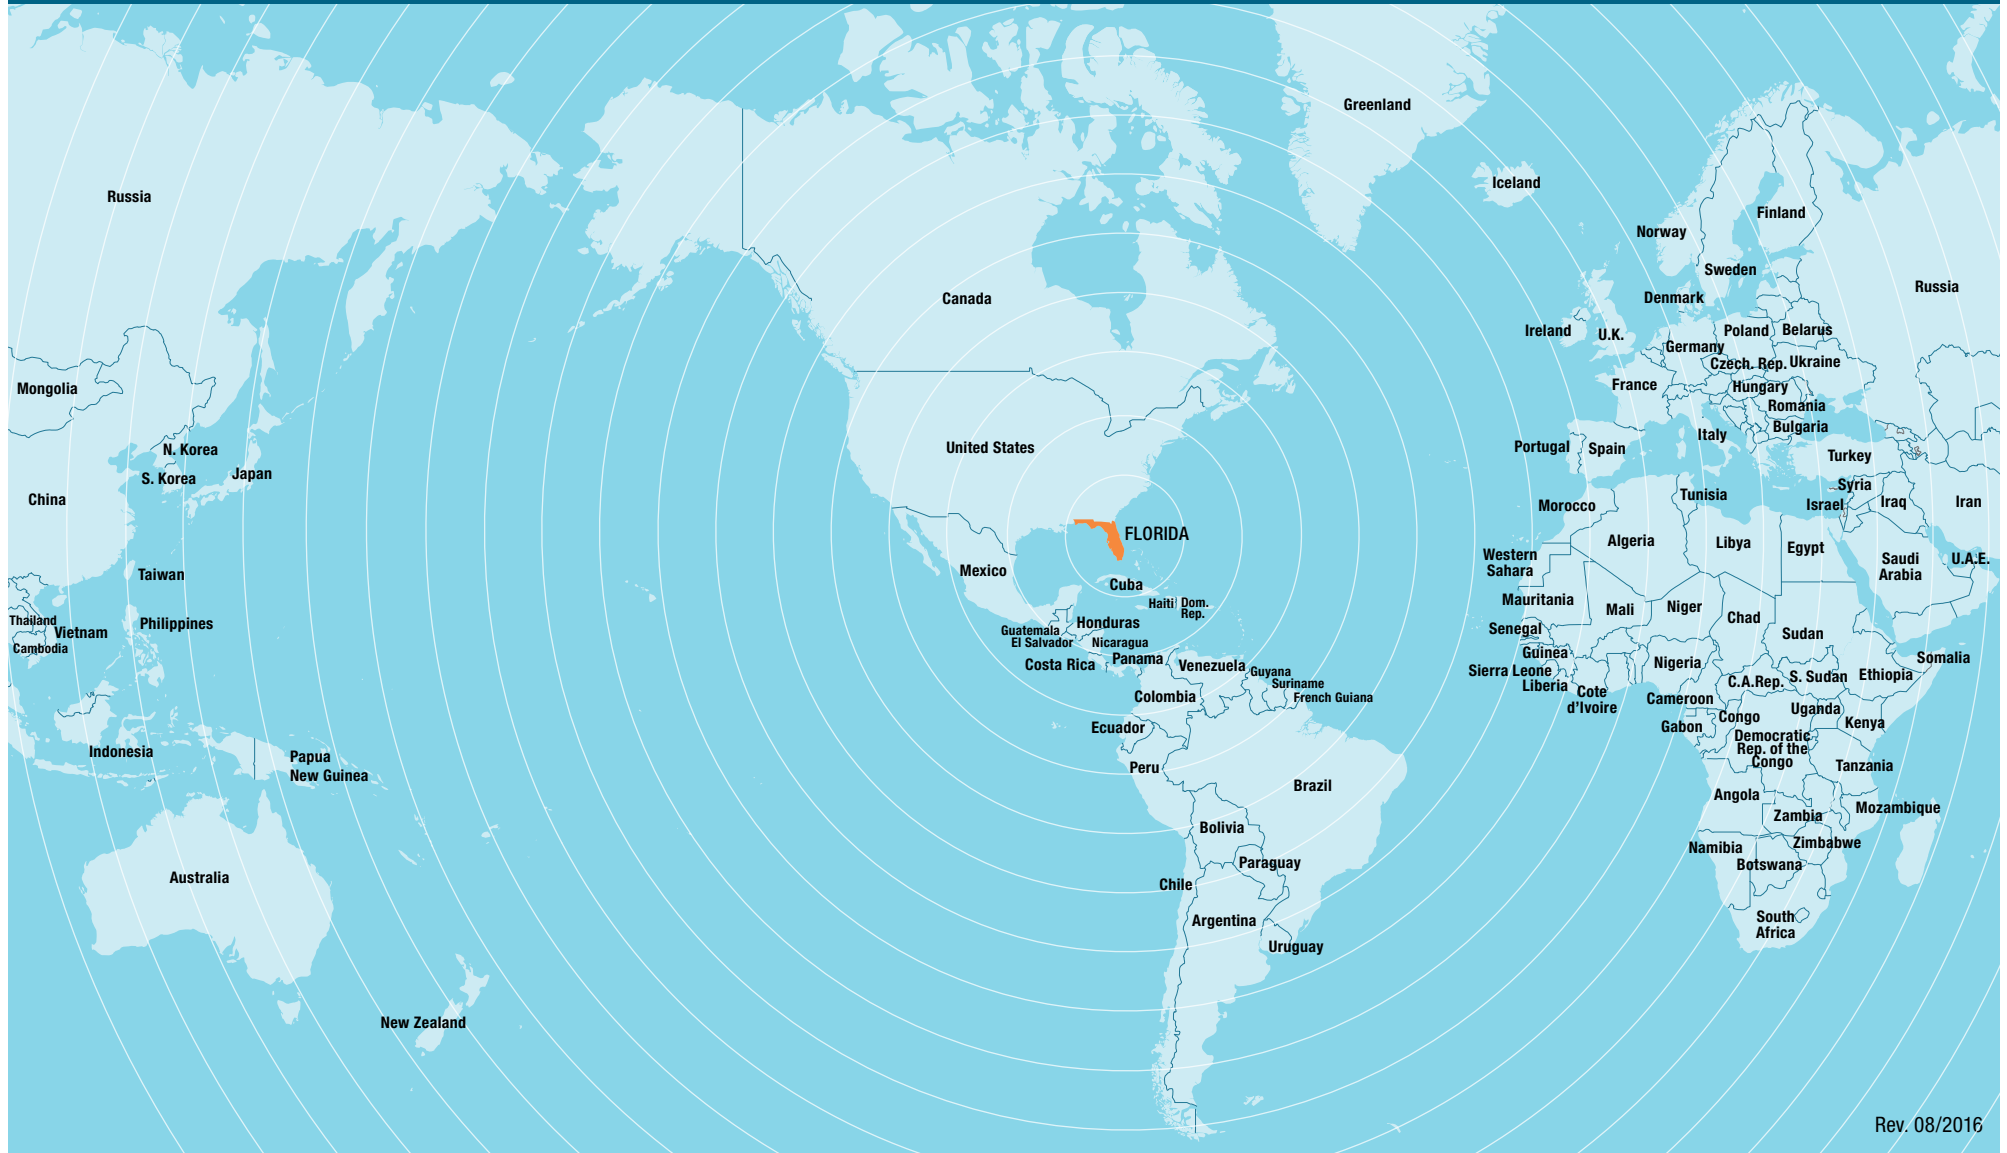 Greenland
Russia
Iceland
Finland
Norway
Sweden
Russia
Denmark
Canada
Ireland
U.K.
Poland
Belarus
Germany
Czech. Rep.
Ukraine
Mongolia
France
Hungary
Romania
Bulgaria
Italy
N. Korea
United States
Portugal
Spain
Turkey
S. Korea
Japan
Syria
China
Morocco
Tunisia
Israel
Iraq
Iran
FLORIDA
Algeria
Libya
Egypt
Western
Sahara
Saudi
Arabia
U.A.E.
Mexico
Taiwan
Cuba
Mauritania
Haiti
Dom.
Rep.
Mali
Niger
Chad
Thailand
Vietnam
Cambodia
Philippines
Honduras
Guatemala
El Salvador
Nicaragua
Senegal
Sudan
Costa Rica
Panama
Venezuela
Guyana
Suriname
French Guiana
Guinea
Sierra Leone
Liberia
Cote
d’Ivoire
Nigeria
C.A.Rep.
S. Sudan
Ethiopia
Somalia
Colombia
Cameroon
Uganda
Ecuador
Gabon
Congo
Kenya
Democratic
Rep. of the
Congo
Indonesia
Papua
New Guinea
Peru
Tanzania
Brazil
Angola
Mozambique
Zambia
Bolivia
Zimbabwe
Namibia
Botswana
Paraguay
Australia
Chile
Argentina
South
Africa
Uruguay
New Zealand
Rev. 08/2016